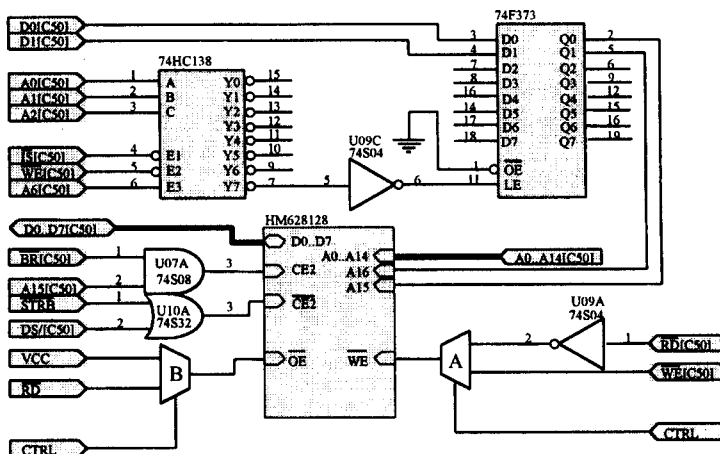 74F373
D0[C50]
D1[C50]
3 D0 Q0 2
4 D1 Q1 5
7 D2 Q2 6
8 D3 Q3 9
16 D4 Q4 12
14 D5 Q5 15
17 D6 Q6 16
18 D7 Q7 19
1 OE
11 LE
74HC138
A0[C50] 1 A Y0 15
A1[C50] 2 B Y1 14
A2[C50] 3 C Y2 13
Y3 12
Y4 11
IS[C50] 4 E1 Y5 10
WE[C50] 5 E2 Y6 9
A6[C50] 6 E3 Y7 7
U09C
74S04
5 6
HM628128
D0..D7[C50] D0..D7
A0..A14 A0..A14[C50]
A16
A15
BR[C50] 1
U07A
74S08
3 CE2
A15[C50] 2
STRB 1
U10A
74S32
3 CE2
DS/[C50] 2
VCC
RD
B
OE
CTRL
WE
A
U09A
74S04
2 1
RD[C50]
WE[C50]
CTRL